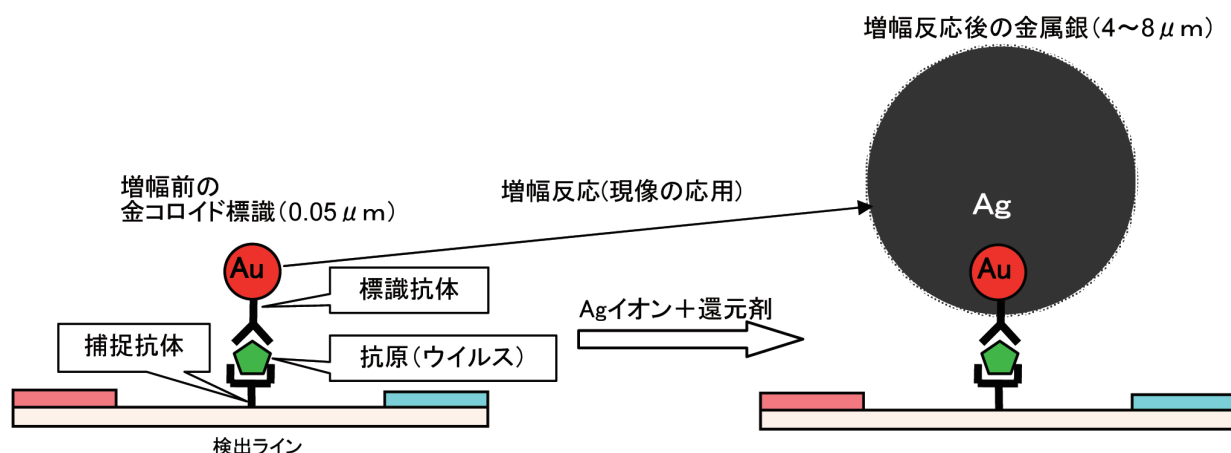 増幅反応後の金属銀(4～8μm)
増幅前の
金コロイド標識(0.05μm)
増幅反応(現像の応用)
Ag
Au
Au
標識抗体
Agイオン＋還元剤
捕捉抗体
抗原(ウイルス)
検出ライン